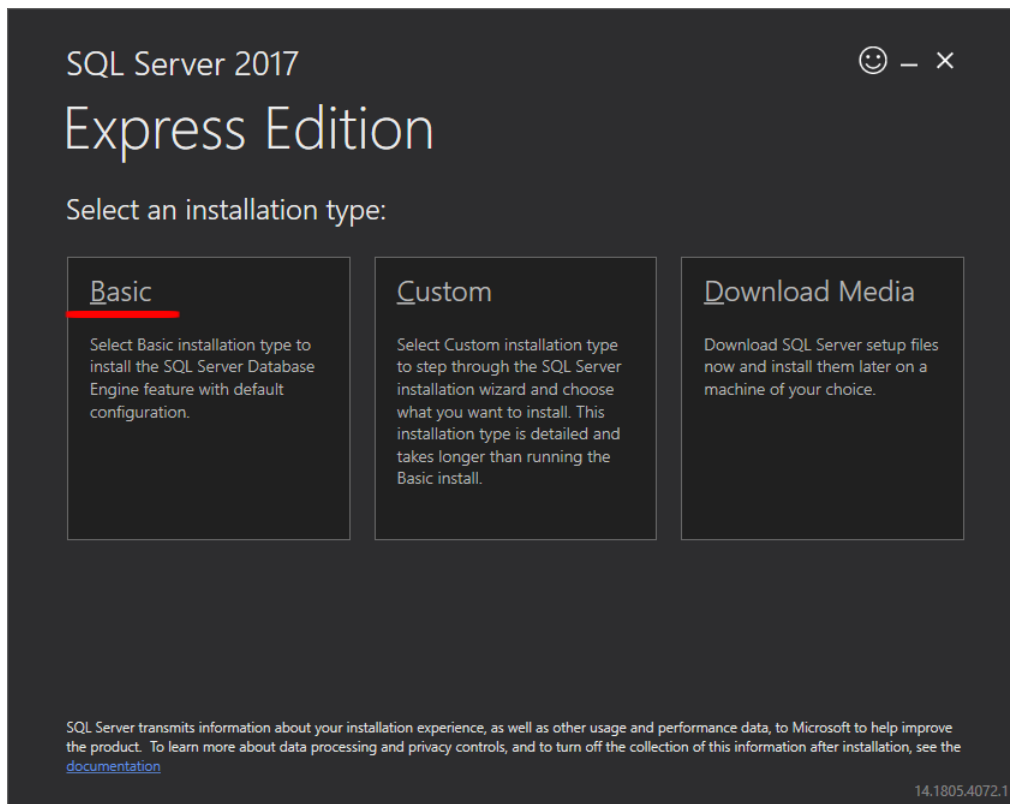 SQL Server 2017
Express Edition
Select an installation type:
Basic
Select Basic installation type to
install the SQL Server Database
Engine feature with default
configuration.
Custom
Select Custom installation type
to step through the SQL Server
installation wizard and choose
what you want to install. This
installation type is detailed and
takes longer than running the
Basic install.
Download Media
Download SQL Server setup files
now and install them later on a
machine of your choice.
SQL Server transmits information about your installation experience, as well as other usage and performance data, to Microsoft to help improve
the product.  To learn more about data processing and privacy controls, and to turn off the collection of this information after installation, see the
documentation
14.1805.4072.1